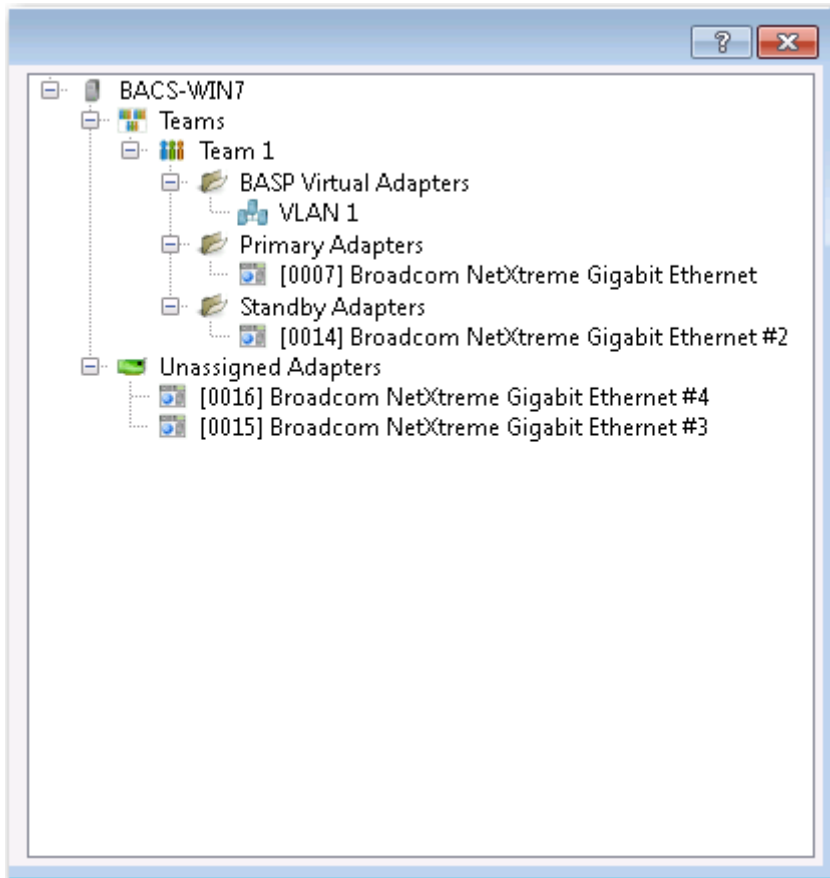 ?
BACS-WIN7
Teams
Team 1
BASP Virtual Adapters
VLAN 1
Primary Adapters
[0007] Broadcom NetXtreme Gigabit Ethernet
Standby Adapters
[0014] Broadcom NetXtreme Gigabit Ethernet #2
Unassigned Adapters
[0016] Broadcom NetXtreme Gigabit Ethernet #4
[0015] Broadcom NetXtreme Gigabit Ethernet #3